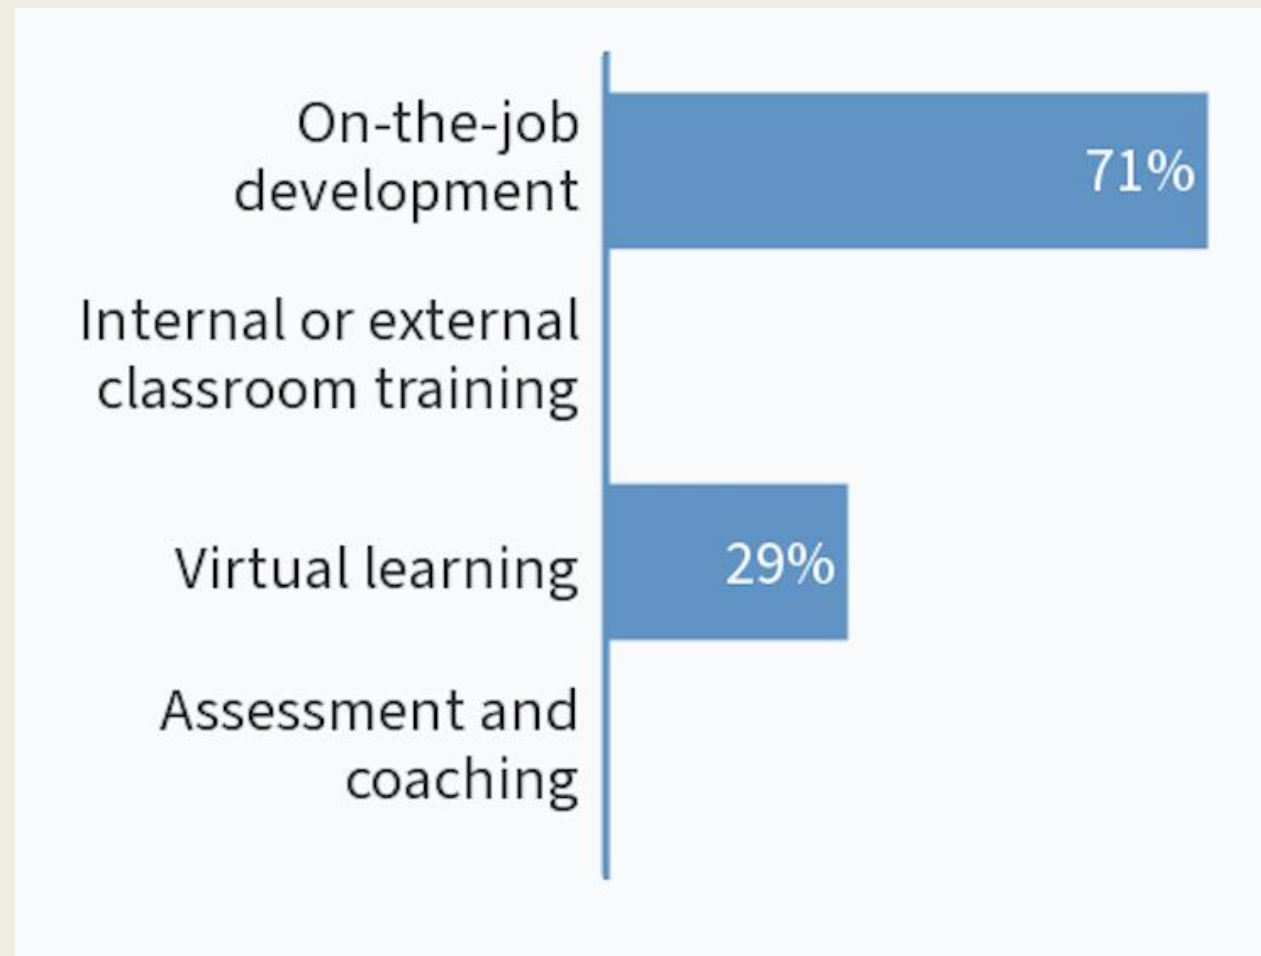 On-the-job
development
71%
Internal or external
classroom training
Virtual learning
29%
Assessment and
coaching